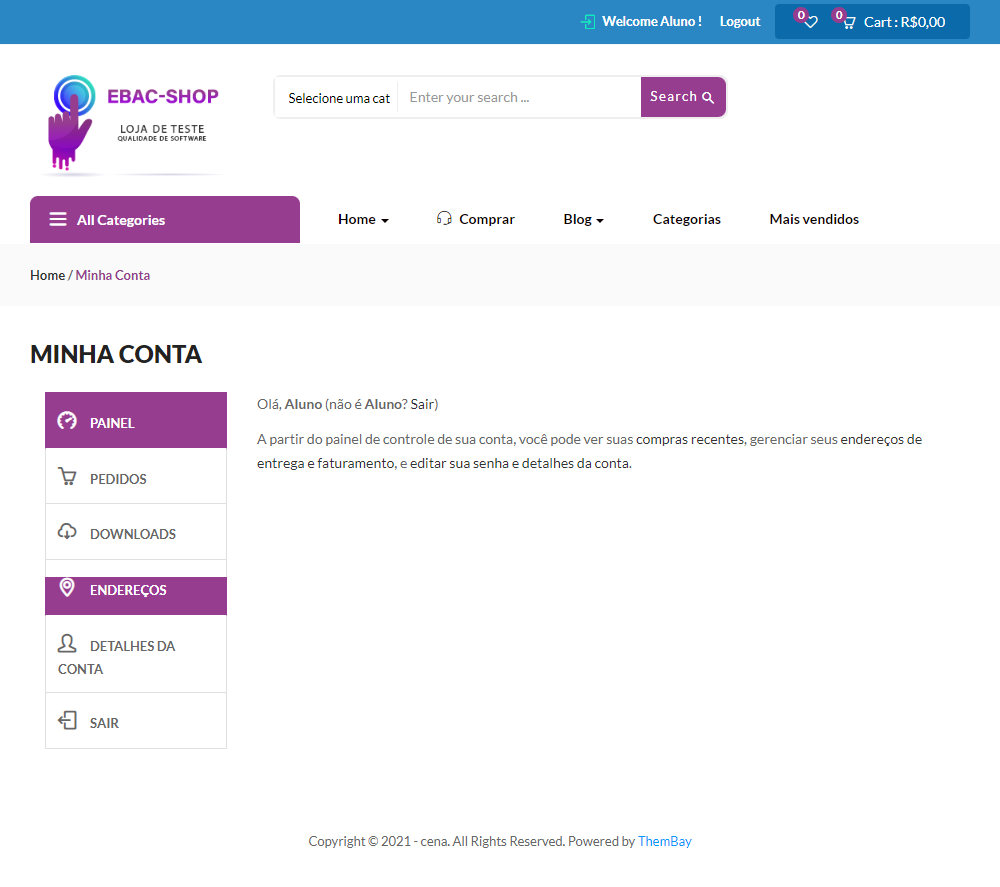 Welcome Aluno ! Logout 0 0 Cart : R$0,00
EBAC-SHOP
LOJA DE TESTE
QUALIDADE DE SOFTWARE
Selecione uma cat Enter your search ... Search
All Categories Home Comprar Blog Categorias Mais vendidos
Home / Minha Conta
MINHA CONTA
PAINEL
PEDIDOS
DOWNLOADS
ENDEREÇOS
DETALHES DA
CONTA
SAIR
Olá, Aluno (não é Aluno? Sair)
A partir do painel de controle de sua conta, você pode ver suas compras recentes, gerenciar seus endereços de
entrega e faturamento, e editar sua senha e detalhes da conta.
Copyright © 2021 - cena. All Rights Reserved. Powered by ThemBay